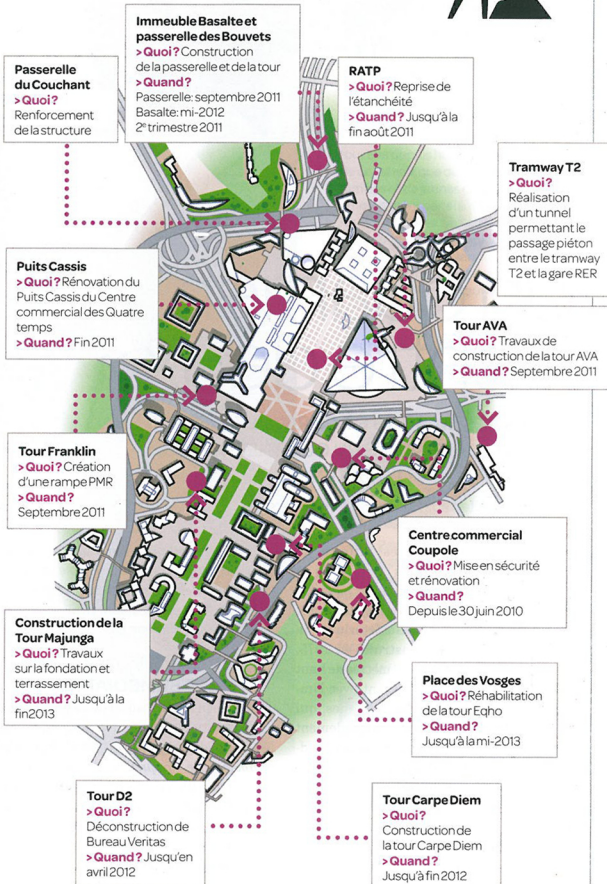 Immeuble Basalte et
passerelle des Bouvets
> Quoi? Construction
de la passerelle et de la tour
> Quand?
Passerelle: septembre 2011
Basalte: mi-2012
2e trimestre 2011
Passerelle
du Couchant
> Quoi?
Renforcement
de la structure
RATP
> Quoi? Reprise de
l'étanchéité
> Quand? Jusqu'à la
fin août 2011
Tramway T2
> Quoi?
Réalisation
d'un tunnel
permettant le
passage piéton
entre le tramway
T2 et la gare RER
Puits Cassis
> Quoi? Rénovation du
Puits Cassis du Centre
commercial des Quatre
temps
> Quand? Fin 2011
Tour AVA
> Quoi? Travaux de
construction de la tour AVA
> Quand? Septembre 2011
Tour Franklin
> Quoi? Création
d'une rampe PMR
> Quand?
Septembre 2011
Centre commercial
Coupole
> Quoi? Mise en sécurité
et rénovation
> Quand?
Depuis le 30 juin 2010
Construction de la
Tour Majunga
> Quoi? Travaux
sur la fondation et
terrassement
> Quand? Jusqu'à la
fin 2013
Place des Vosges
> Quoi? Réhabilitation
de la tour Eqho
> Quand?
Jusqu'à la mi-2013
Tour D2
> Quoi?
Déconstruction de
Bureau Veritas
> Quand? Jusqu'en
avril 2012
Tour Carpe Diem
> Quoi?
Construction de
la tour Carpe Diem
> Quand?
Jusqu'à fin 2012